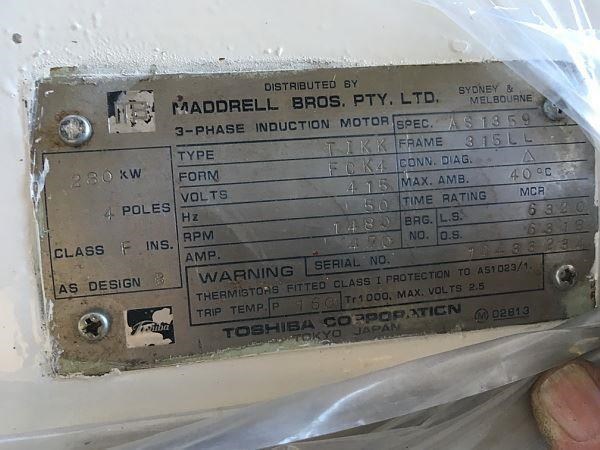 DISTRIBUTED BY
MADDRELL BROS. PTY. LTD.
SYDNEY & MELBOURNE
3-PHASE INDUCTION MOTOR
SPEC. AS1359
TYPE TIKK
FRAME 315LL
FORM FCK4
CONN. DIAG. △
VOLTS 415
MAX. AMB. 40°C
Hz 50
TIME RATING MCR
RPM 1480
BRG. NO. L.S. 6320
AMP. 470
O.S.
280 KW
4 POLES
CLASS F INS.
AS DESIGN B
SERIAL NO.
WARNING
THERMISTORS FITTED CLASS I PROTECTION TO AS1023/1.
TRIP TEMP. P 150 Tr1000, MAX. VOLTS 2.5
TOSHIBA CORPORATION
TOKYO JAPAN
M 02813